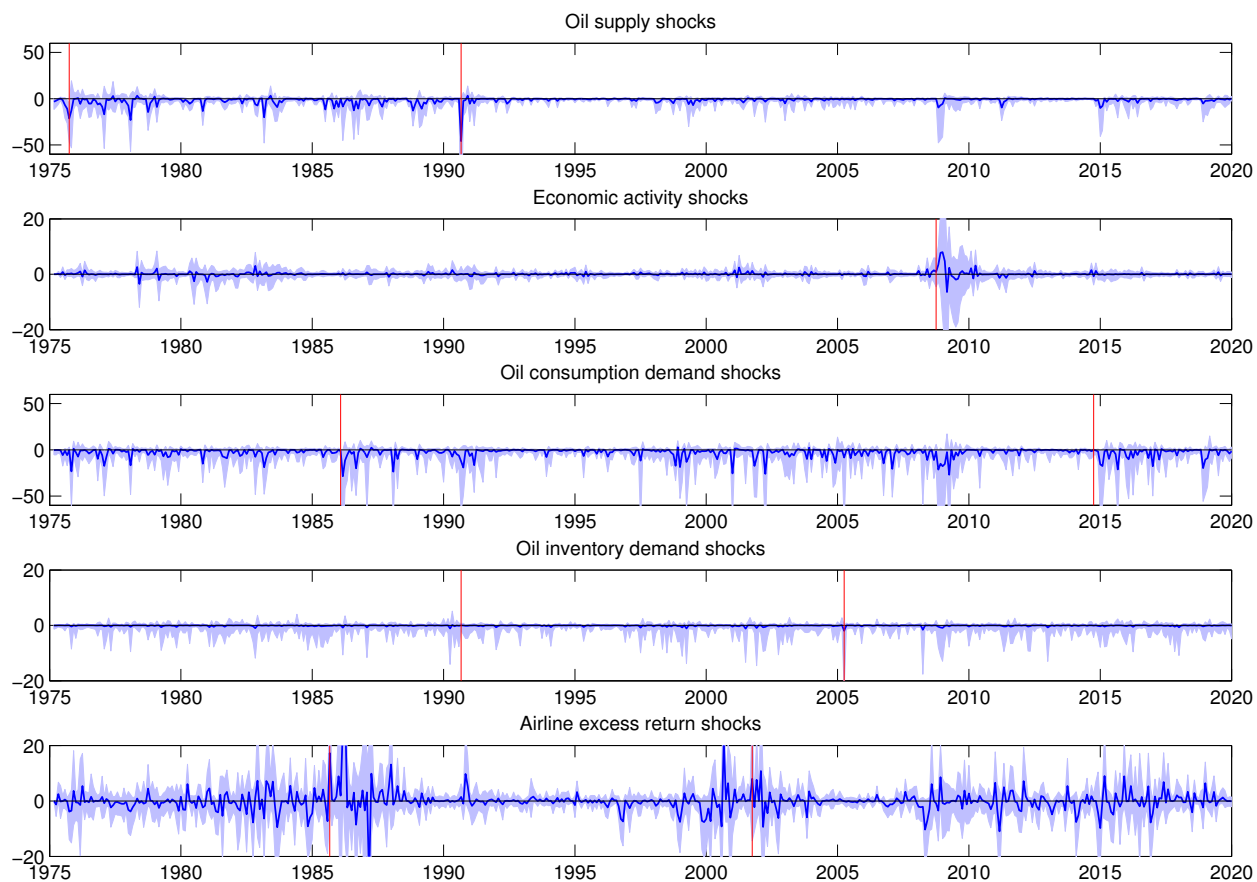 Oil supply shocks
50
0
−50
1975 1980 1985 1990 1995 2000 2005 2010 2015 2020
Economic activity shocks
20
0
−20
1975 1980 1985 1990 1995 2000 2005 2010 2015 2020
Oil consumption demand shocks
50
0
−50
1975 1980 1985 1990 1995 2000 2005 2010 2015 2020
Oil inventory demand shocks
20
0
−20
1975 1980 1985 1990 1995 2000 2005 2010 2015 2020
Airline excess return shocks
20
0
−20
1975 1980 1985 1990 1995 2000 2005 2010 2015 2020